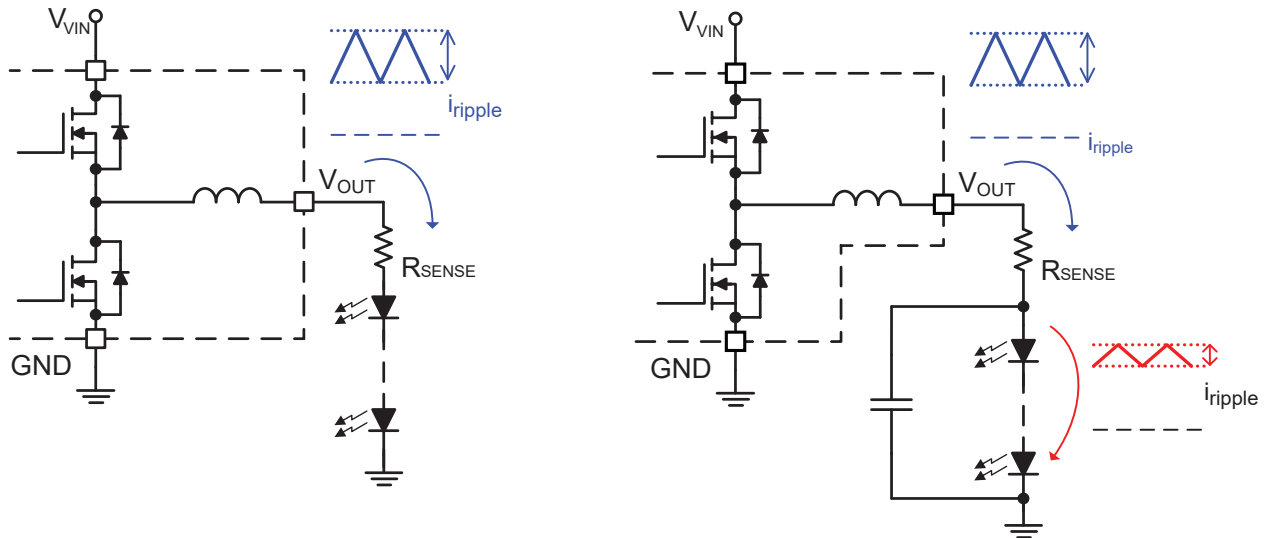 VVIN
iripple
VOUT
RSENSE
GND
VVIN
iripple
VOUT
RSENSE
GND
iripple